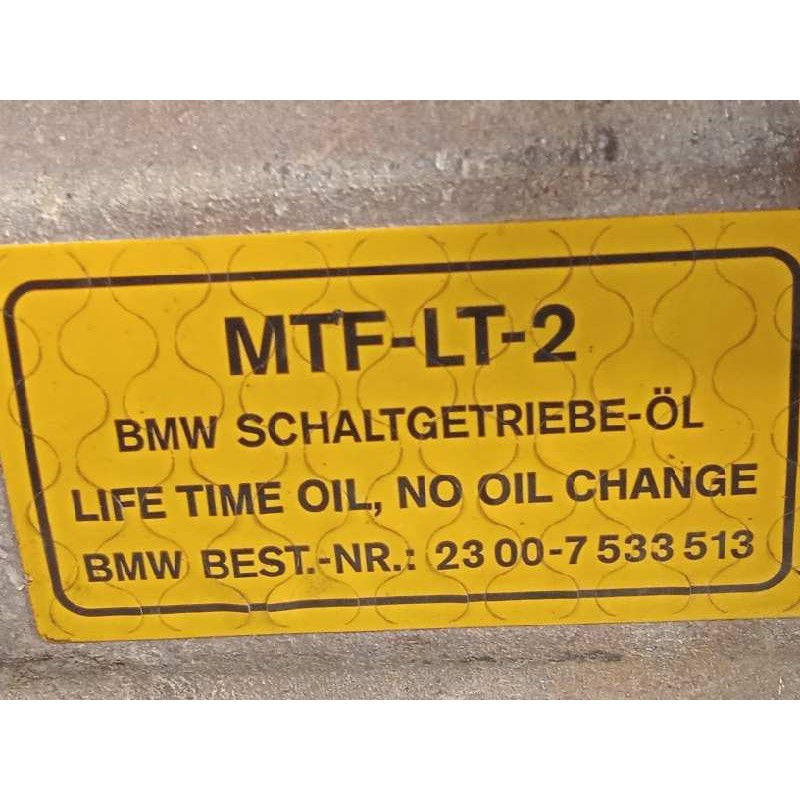 MTF-LT-2
BMW SCHALTGETRIEBE-ÖL
LIFE TIME OIL, NO OIL CHANGE
BMW BEST.-NR.: 23 00-7 533 513